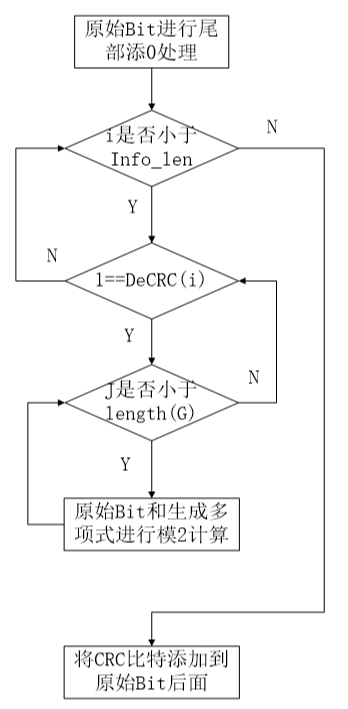 原始Bit进行尾
部添0处理
i是否小于
Info_len
N
Y
N
1==DeCRC(i)
Y
J是否小于
length(G)
N
Y
原始Bit和生成多
项式进行模2计算
将CRC比特添加到
原始Bit后面